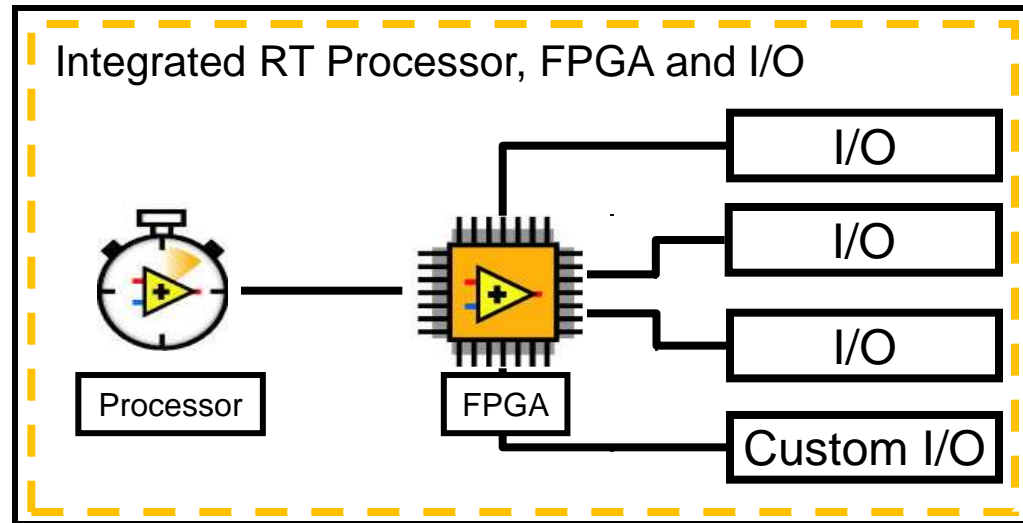 Integrated RT Processor, FPGA and I/O
I/O
I/O
I/O
Processor
FPGA
Custom I/O